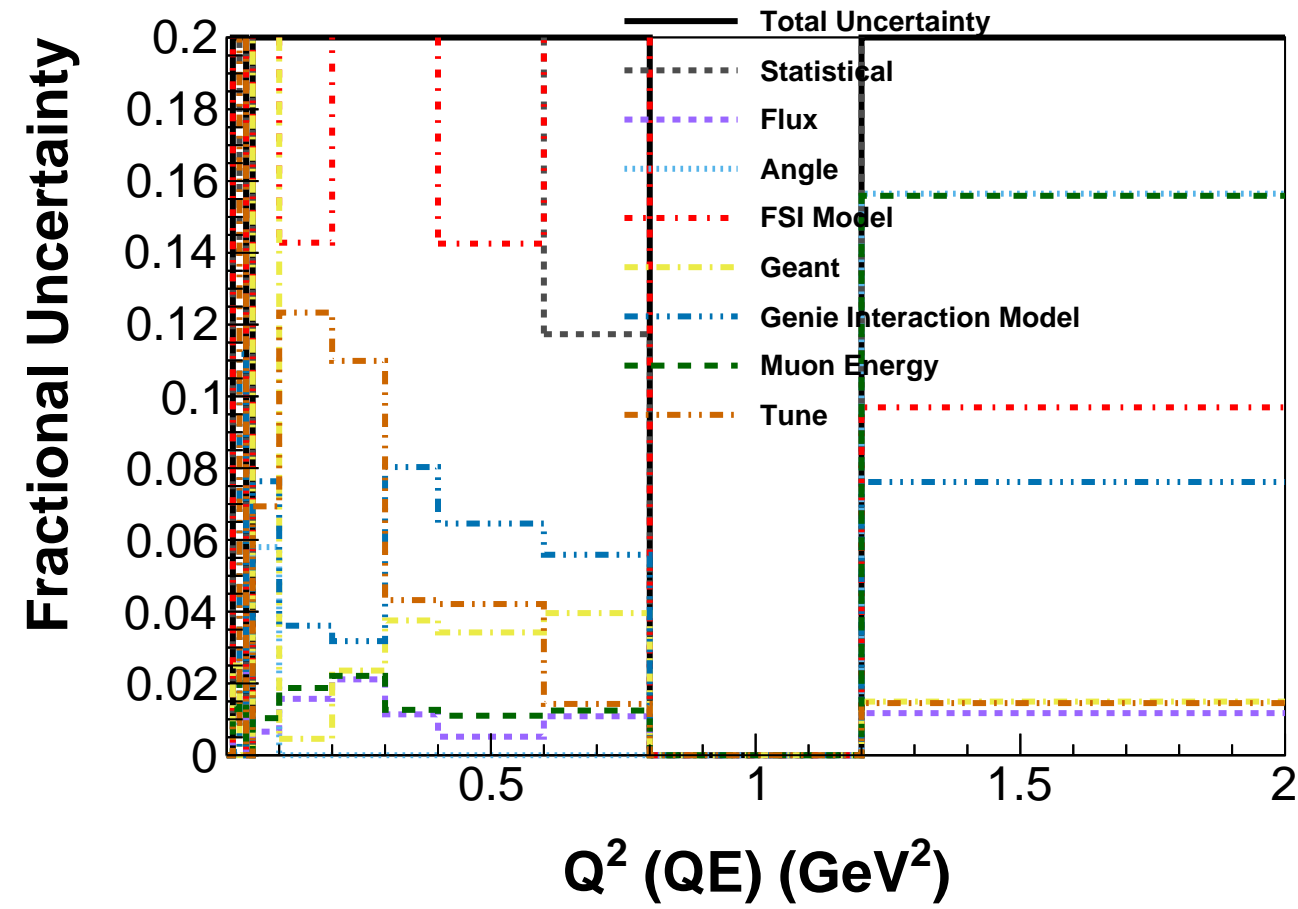 Fractional Uncertainty
0.2
0.18
0.16
0.14
0.12
0.1
0.08
0.06
0.04
0.02
0
Total Uncertainty
Statistical
Flux
Angle
FSI Model
Geant
Genie Interaction Model
Muon Energy
Tune
0.5 1 1.5 2
Q² (QE) (GeV²)